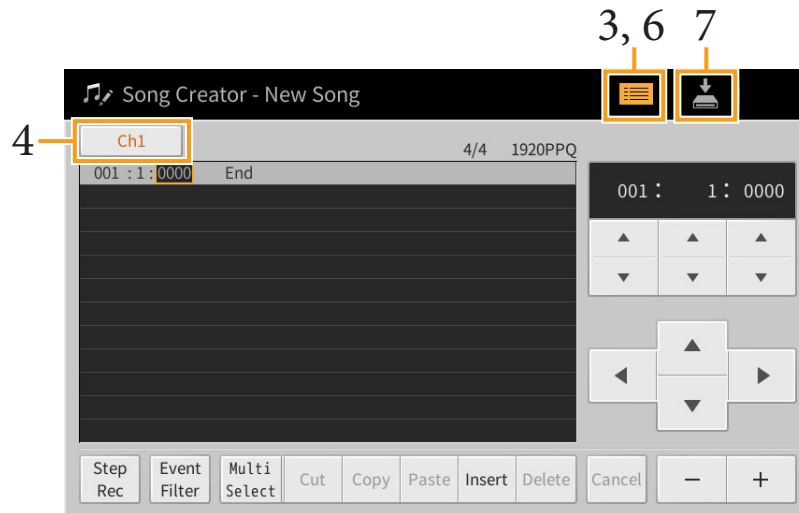 3, 6 7
Song Creator - New Song
4
Ch1
4/4 1920PPQ
001 : 1 : 0000 End
001 : 1 : 0000
Step Rec
Event Filter
Multi Select
Cut
Copy
Paste
Insert
Delete
Cancel
−
+